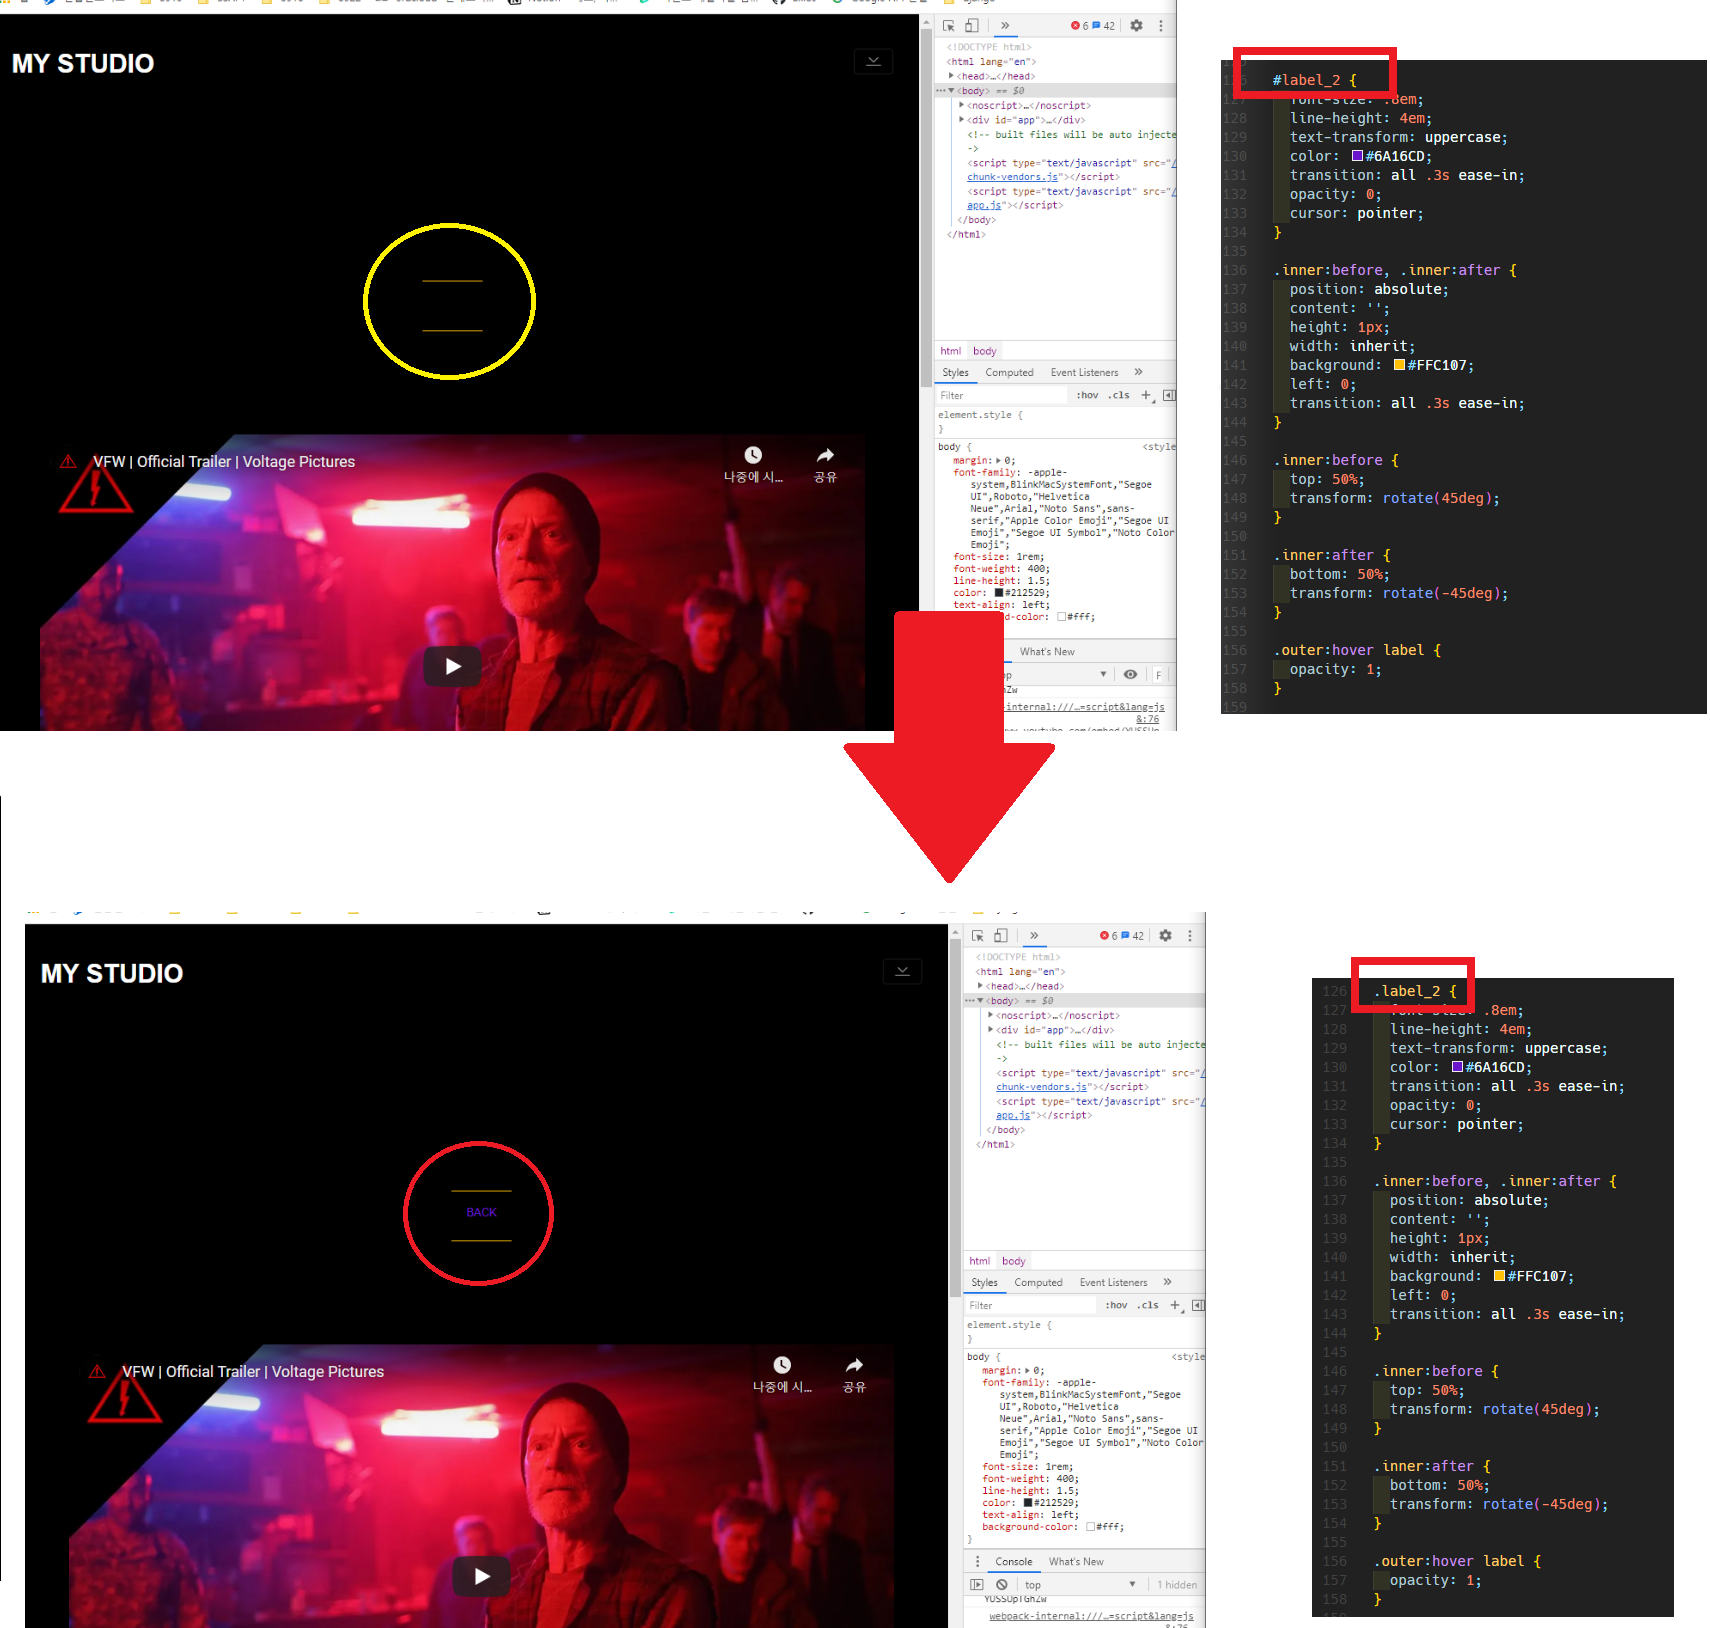 MY STUDIO
6 42
<!DOCTYPE html>
<html lang="en">
<head>…</head>
<body> == $0
<noscript>…</noscript>
<div id="app">…</div>
<!-- built files will be auto injecte
->
<script type="text/javascript" src="/
chunk-vendors.js"></script>
<script type="text/javascript" src="/
app.js"></script>
</body>
</html>
html body
Styles Computed Event Listeners »
Filter :hov .cls +
element.style {
}
body { <style
margin: 0;
font-family: -apple-
system,BlinkMacSystemFont,"Segoe
UI",Roboto,"Helvetica
Neue",Arial,"Noto Sans",sans-
serif,"Apple Color Emoji","Segoe UI
Emoji","Segoe UI Symbol","Noto Color
Emoji";
font-size: 1rem;
font-weight: 400;
line-height: 1.5;
color: #212529;
text-align: left;
#fff;
What's New
F
-internal:///…=script&lang=js
&:76
VFW | Official Trailer | Voltage Pictures
나중에 시...
공유
126 #label_2 {
127 font-size: .8em;
128 line-height: 4em;
129 text-transform: uppercase;
130 color: #6A16CD;
131 transition: all .3s ease-in;
132 opacity: 0;
133 cursor: pointer;
134 }
135
136 .inner:before, .inner:after {
137 position: absolute;
138 content: '';
139 height: 1px;
140 width: inherit;
141 background: #FFC107;
142 left: 0;
143 transition: all .3s ease-in;
144 }
145
146 .inner:before {
147 top: 50%;
148 transform: rotate(45deg);
149 }
150
151 .inner:after {
152 bottom: 50%;
153 transform: rotate(-45deg);
154 }
155
156 .outer:hover label {
157 opacity: 1;
158 }
159
MY STUDIO
BACK
6 42
<!DOCTYPE html>
<html lang="en">
<head>…</head>
<body> == $0
<noscript>…</noscript>
<div id="app">…</div>
<!-- built files will be auto injecte
->
<script type="text/javascript" src="/
chunk-vendors.js"></script>
<script type="text/javascript" src="/
app.js"></script>
</body>
</html>
html body
Styles Computed Event Listeners »
Filter :hov .cls +
element.style {
}
body { <style
margin: 0;
font-family: -apple-
system,BlinkMacSystemFont,"Segoe
UI",Roboto,"Helvetica
Neue",Arial,"Noto Sans",sans-
serif,"Apple Color Emoji","Segoe UI
Emoji","Segoe UI Symbol","Noto Color
Emoji";
font-size: 1rem;
font-weight: 400;
line-height: 1.5;
color: #212529;
text-align: left;
background-color: #fff;
}
Console What's New
top 1 hidden
webpack-internal:///…=script&lang=js
VFW | Official Trailer | Voltage Pictures
나중에 시...
공유
126 .label_2 {
127 font-size: .8em;
128 line-height: 4em;
129 text-transform: uppercase;
130 color: #6A16CD;
131 transition: all .3s ease-in;
132 opacity: 0;
133 cursor: pointer;
134 }
135
136 .inner:before, .inner:after {
137 position: absolute;
138 content: '';
139 height: 1px;
140 width: inherit;
141 background: #FFC107;
142 left: 0;
143 transition: all .3s ease-in;
144 }
145
146 .inner:before {
147 top: 50%;
148 transform: rotate(45deg);
149 }
150
151 .inner:after {
152 bottom: 50%;
153 transform: rotate(-45deg);
154 }
155
156 .outer:hover label {
157 opacity: 1;
158 }